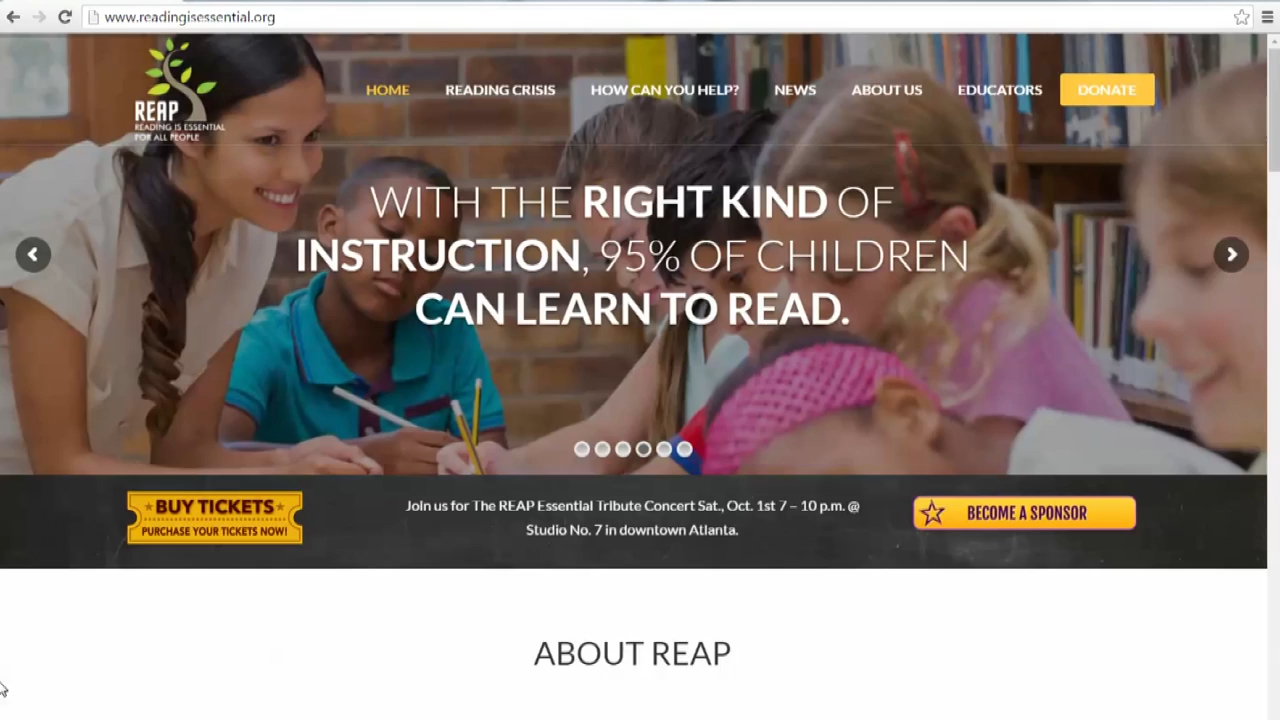 www.readingisessential.org
REAP
READING IS ESSENTIAL
FOR ALL PEOPLE
HOME
READING CRISIS
HOW CAN YOU HELP?
NEWS
ABOUT US
EDUCATORS
DONATE
WITH THE RIGHT KIND OF
INSTRUCTION, 95% OF CHILDREN
CAN LEARN TO READ.
BUY TICKETS
PURCHASE YOUR TICKETS NOW!
Join us for The REAP Essential Tribute Concert Sat., Oct. 1st 7 – 10 p.m. @
Studio No. 7 in downtown Atlanta.
BECOME A SPONSOR
ABOUT REAP